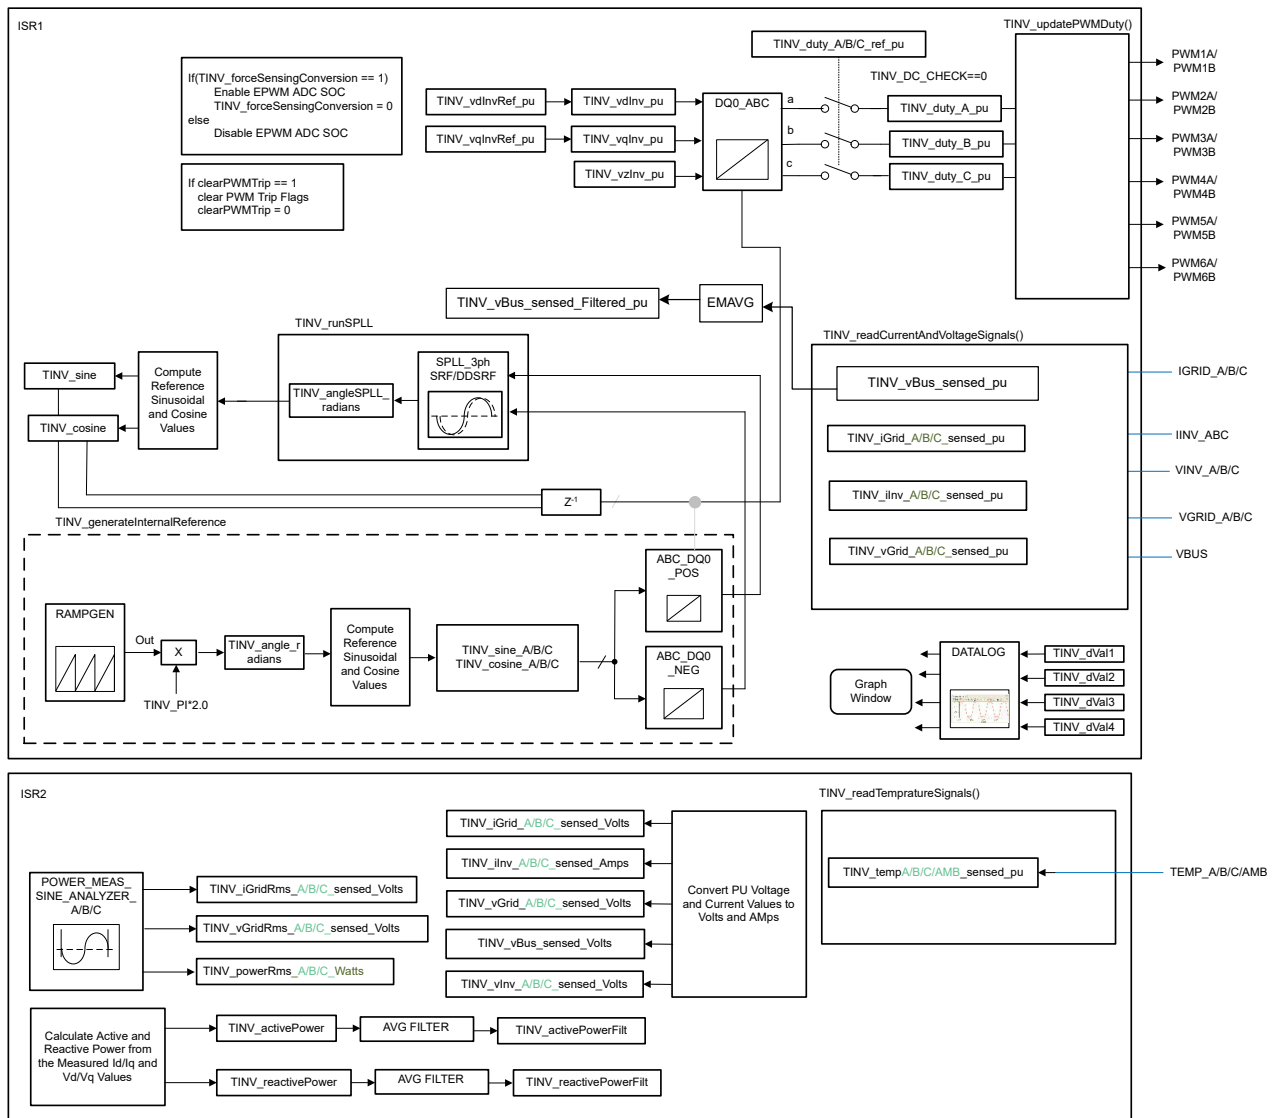 ISR1
If(TINV_forceSensingConversion == 1)
Enable EPWM ADC SOC
TINV_forceSensingConversion = 0
else
Disable EPWM ADC SOC
If clearPWMTrip == 1
clear PWM Trip Flags
clearPWMTrip = 0
TINV_vdInvRef_pu
TINV_vdInv_pu
TINV_vqInvRef_pu
TINV_vqInv_pu
TINV_vzInv_pu
DQ0_ABC
a
b
c
TINV_duty_A/B/C_ref_pu
TINV_DC_CHECK==0
TINV_duty_A_pu
TINV_duty_B_pu
TINV_duty_C_pu
TINV_updatePWMDuty()
PWM1A/
PWM1B
PWM2A/
PWM2B
PWM3A/
PWM3B
PWM4A/
PWM4B
PWM5A/
PWM5B
PWM6A/
PWM6B
TINV_vBus_sensed_Filtered_pu
EMAVG
TINV_readCurrentAndVoltageSignals()
TINV_vBus_sensed_pu
TINV_iGrid_A/B/C_sensed_pu
TINV_iInv_A/B/C_sensed_pu
TINV_vGrid_A/B/C_sensed_pu
IGRID_A/B/C
IINV_ABC
VINV_A/B/C
VGRID_A/B/C
VBUS
TINV_runSPLL
SPLL_3ph
SRF/DDSRF
TINV_angleSPLL_
radians
Compute
Reference
Sinusoidal
and Cosine
Values
TINV_sine
TINV_cosine
Z-1
TINV_generateInternalReference
RAMPGEN
Out
X
TINV_PI*2.0
TINV_angle_r
adians
Compute
Reference
Sinusoidal
and Cosine
Values
TINV_sine_A/B/C
TINV_cosine_A/B/C
ABC_DQ0
_POS
ABC_DQ0
_NEG
Graph
Window
DATALOG
TINV_dVal1
TINV_dVal2
TINV_dVal3
TINV_dVal4
ISR2
POWER_MEAS_
SINE_ANALYZER_
A/B/C
TINV_iGridRms_A/B/C_sensed_Volts
TINV_vGridRms_A/B/C_sensed_Volts
TINV_powerRms_A/B/C_Watts
TINV_iGrid_A/B/C_sensed_Volts
TINV_iInv_A/B/C_sensed_Amps
TINV_vGrid_A/B/C_sensed_Volts
TINV_vBus_sensed_Volts
TINV_vInv_A/B/C_sensed_Volts
Convert PU Voltage
and Current Values to
Volts and AMps
TINV_readTempratureSignals()
TINV_tempA/B/C/AMB_sensed_pu
TEMP_A/B/C/AMB
Calculate Active and
Reactive Power from
the Measured Id/Iq and
Vd/Vq Values
TINV_activePower
AVG FILTER
TINV_activePowerFilt
TINV_reactivePower
AVG FILTER
TINV_reactivePowerFilt